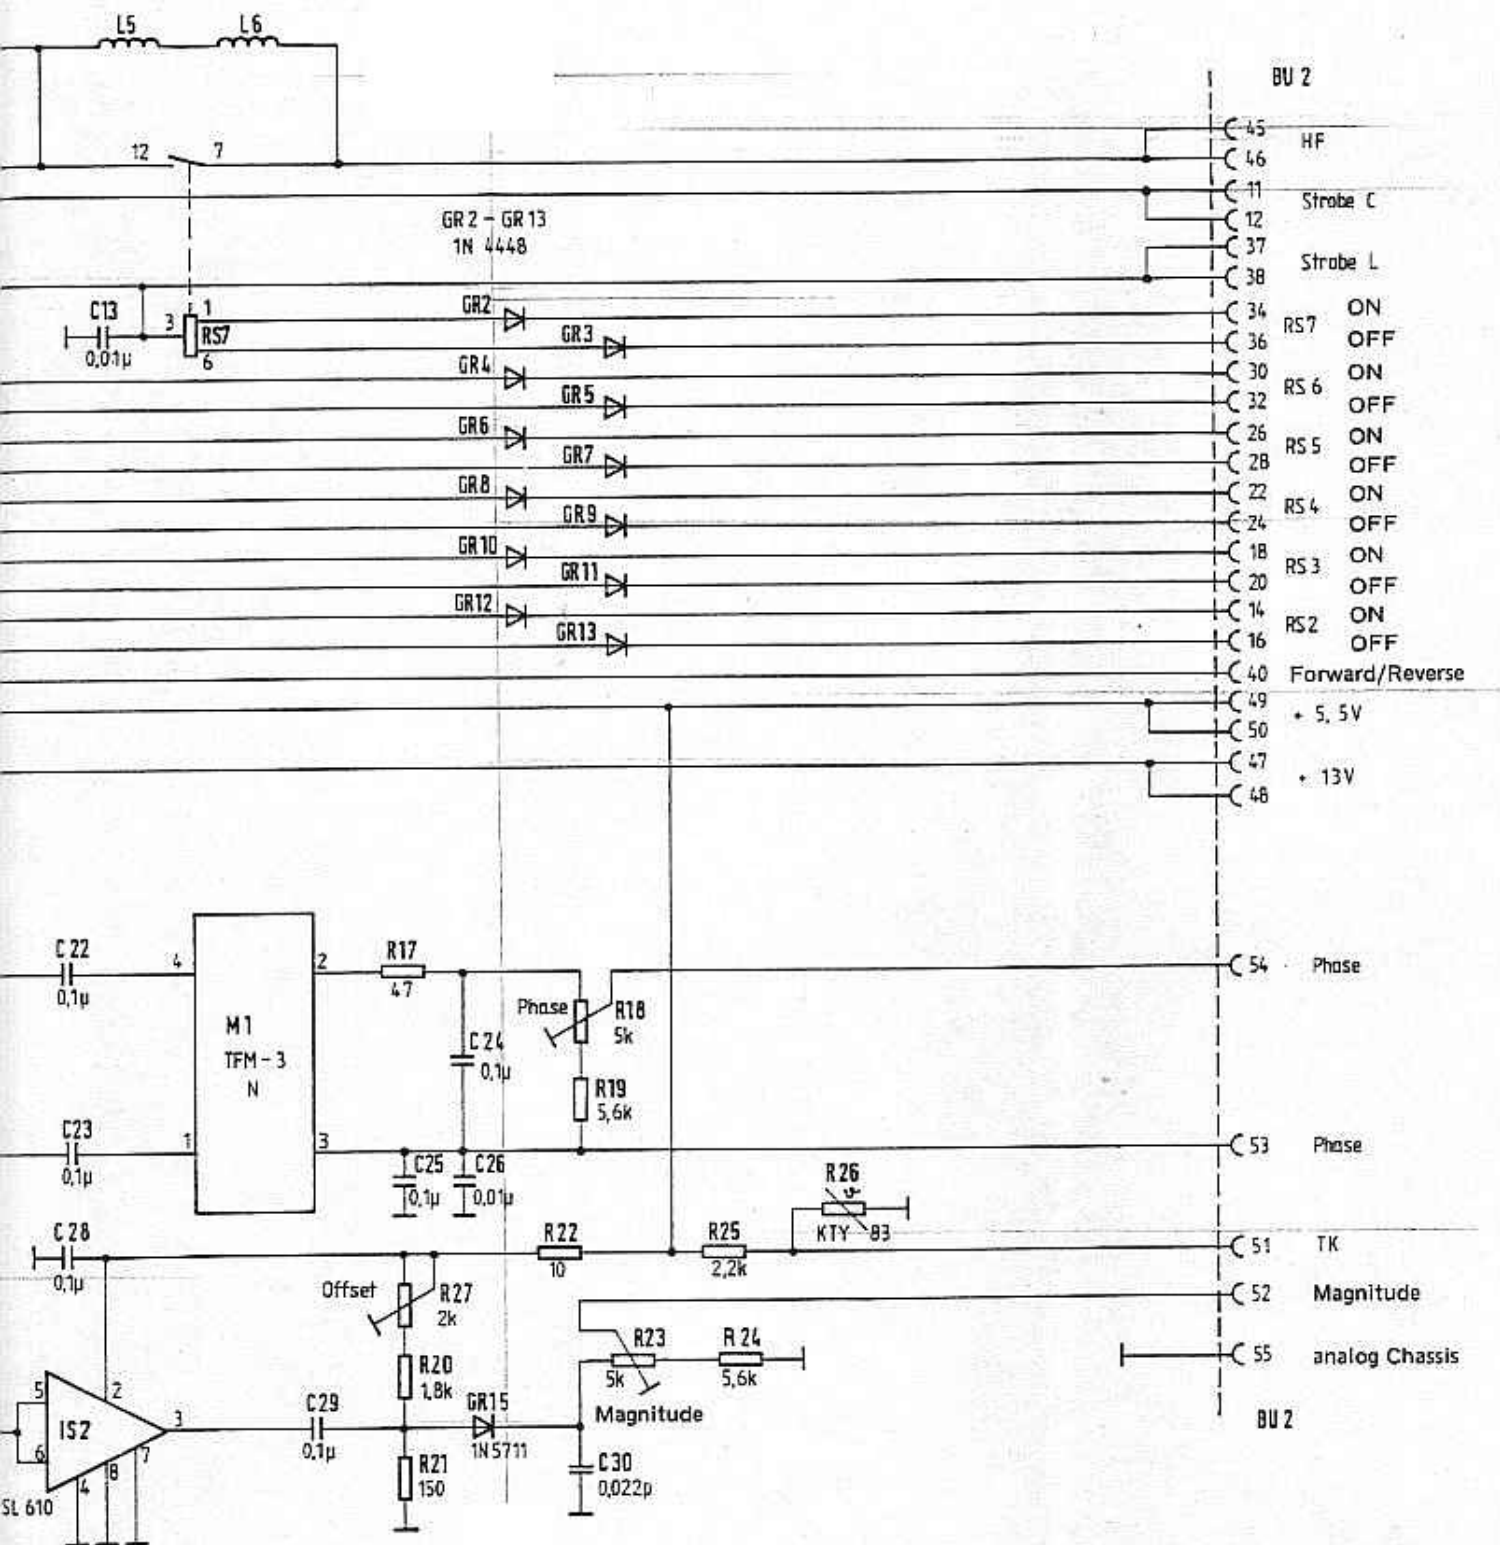 L5 L6
BU 2
45
HF
12 7
46
11
Strobe C
12
GR 2 - GR 13
1N 4448
37
Strobe L
38
C13 3 1 RS7 6
0,01µ
GR2 34 RS7 ON
GR3 36 OFF
GR4 30 RS 6 ON
GR5 32 OFF
GR6 26 RS 5 ON
GR7 28 OFF
GR8 22 RS 4 ON
GR9 24 OFF
GR10 18 RS 3 ON
GR11 20 OFF
GR12 14 RS 2 ON
GR13 16 OFF
40 Forward/Reverse
49
+ 5,5V
50
47
+ 13V
48
C 22 4 2 R17 54 Phase
0,1µ 47
M1
TFM - 3
N
Phase R18
5k
C 24
0,1µ
R19
5,6k
C23 1 3 53 Phase
0,1µ
C25 C26
0,1µ 0,01µ
R26
ϑ
KTY 83
C 28 R22 R25 51 TK
0,1µ 10 2,2k
Offset R27
2k
52 Magnitude
R23 R 24
5k 5,6k
55 analog Chassis
R20
1,8k
Magnitude
BU 2
5 2 IS2 3 6 7 4 8
C29
0,1µ
GR15
1N5711
R21
150
C30
0,022µ
SL 610